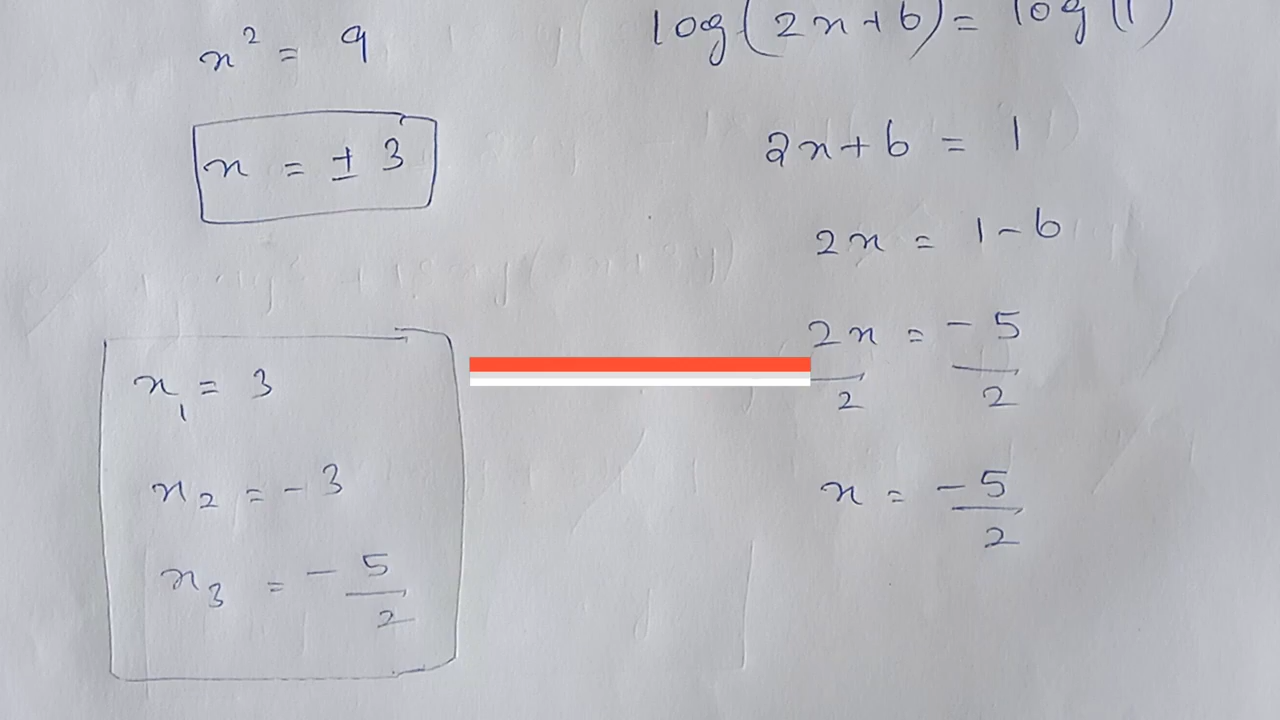 x² = 9
x = ± 3
x₁ = 3
x₂ = - 3
x₃ = - 5/2
log(2x+6) = log(1)
2x+6 = 1
2x = 1-6
2x/2 = -5/2
x = -5/2